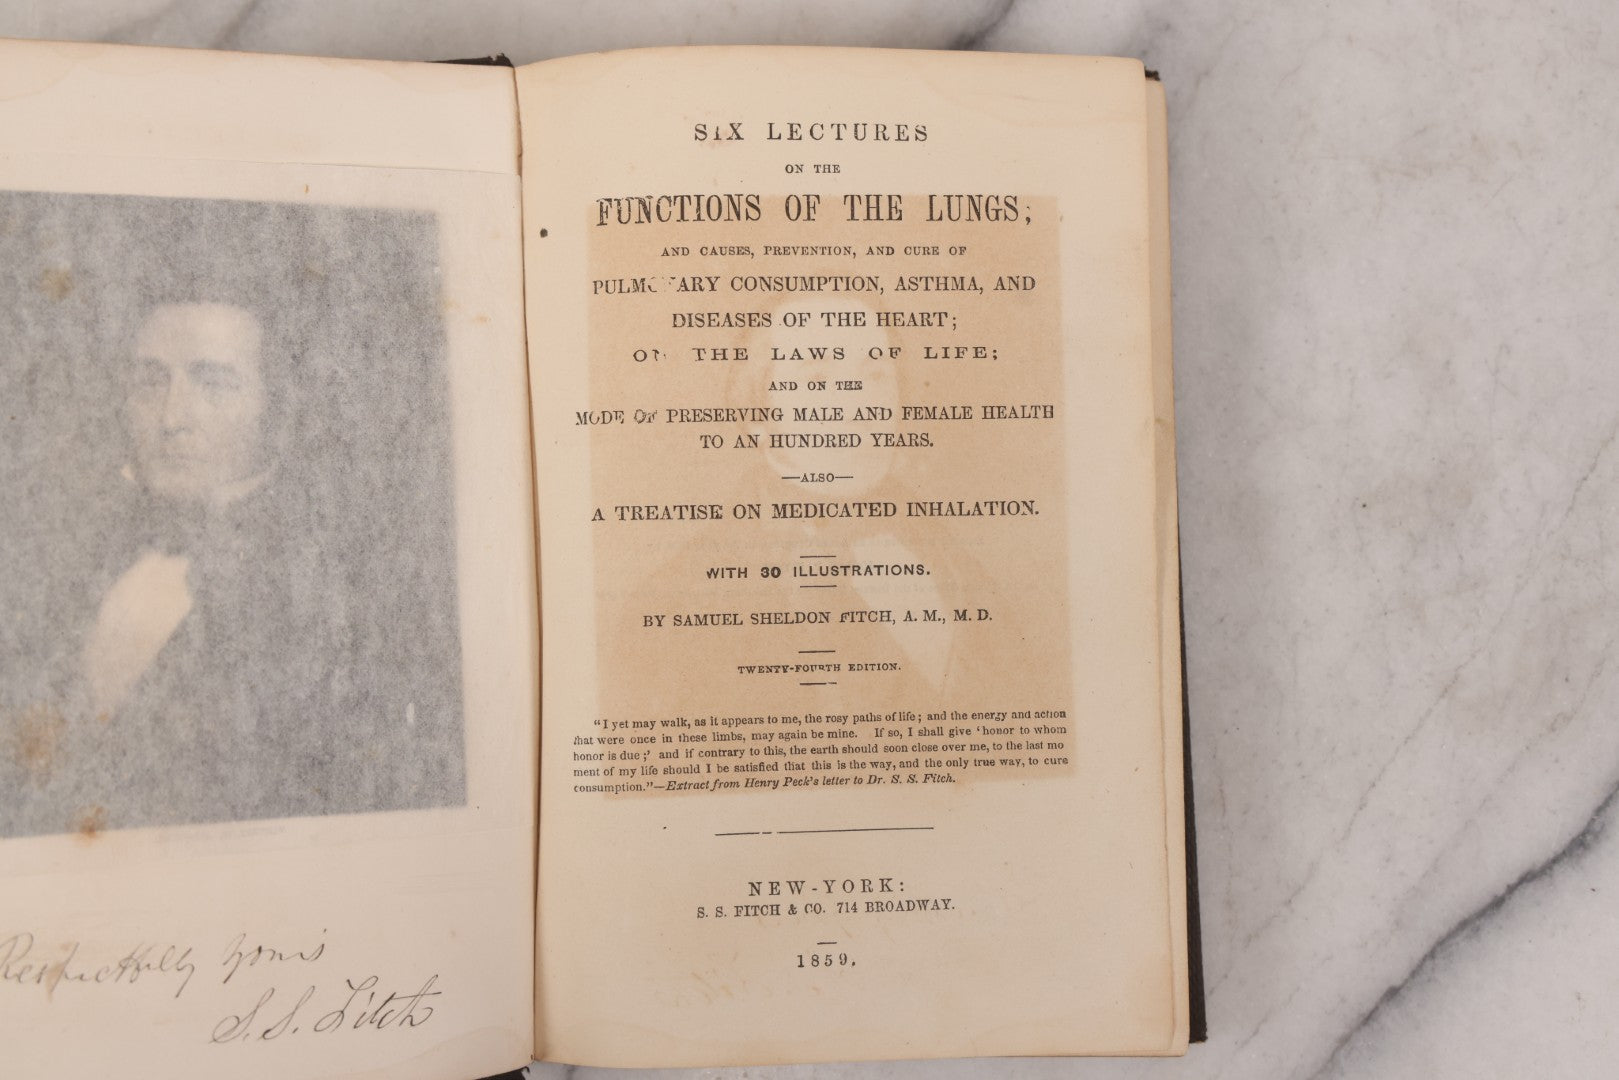 SIX LECTURES
ON THE
FUNCTIONS OF THE LUNGS;
AND CAUSES, PREVENTION, AND CURE OF
PULMONARY CONSUMPTION, ASTHMA, AND
DISEASES OF THE HEART;
ON THE LAWS OF LIFE;
AND ON THE
MODE OF PRESERVING MALE AND FEMALE HEALTH
TO AN HUNDRED YEARS.
—ALSO—
A TREATISE ON MEDICATED INHALATION.
WITH 30 ILLUSTRATIONS.
BY SAMUEL SHELDON FITCH, A. M., M. D.
TWENTY-FOURTH EDITION.
"I yet may walk, as it appears to me, the rosy paths of life; and the energy and action
that were once in these limbs, may again be mine. If so, I shall give 'honor to whom
honor is due;' and if contrary to this, the earth should soon close over me, to the last mo
ment of my life should I be satisfied that this is the way, and the only true way, to cure
consumption."—Extract from Henry Peck's letter to Dr. S. S. Fitch.
NEW-YORK:
S. S. FITCH & CO. 714 BROADWAY.
1859.
Respectfully yours
S. S. Fitch